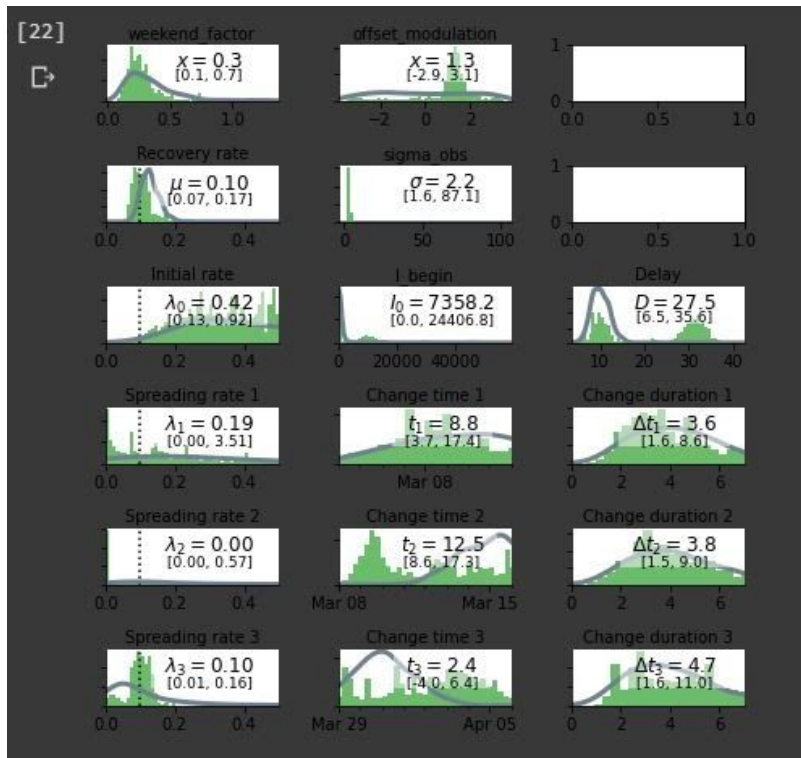 [22]
weekend_factor offset_modulation
x = 0.3 x = 1.3 1
[0.1, 0.7] [-2.9, 3.1]
0
0.0 0.5 1.0 −2 0 2 0.0 0.5 1.0
Recovery rate sigma_obs
μ = 0.10 σ = 2.2 1
[0.07, 0.17] [1.6, 87.1]
0
0.0 0.2 0.4 0 50 100 0.0 0.5 1.0
Initial rate I_begin Delay
λ0 = 0.42 I0 = 7358.2 D = 27.5
[0.13, 0.92] [0.0, 24406.8] [6.5, 35.6]
0.0 0.2 0.4 0 20000 40000 10 20 30 40
Spreading rate 1 Change time 1 Change duration 1
λ1 = 0.19 t1 = 8.8 Δt1 = 3.6
[0.00, 3.51] [3.7, 17.4] [1.6, 8.6]
0.0 0.2 0.4 Mar 08 0 2 4 6
Spreading rate 2 Change time 2 Change duration 2
λ2 = 0.00 t2 = 12.5 Δt2 = 3.8
[0.00, 0.57] [8.6, 17.3] [1.5, 9.0]
0.0 0.2 0.4 Mar 08 Mar 15 0 2 4 6
Spreading rate 3 Change time 3 Change duration 3
λ3 = 0.10 t3 = 2.4 Δt3 = 4.7
[0.01, 0.16] [-4.0, 6.4] [1.6, 11.0]
0.0 0.2 0.4 Mar 29 Apr 05 0 2 4 6